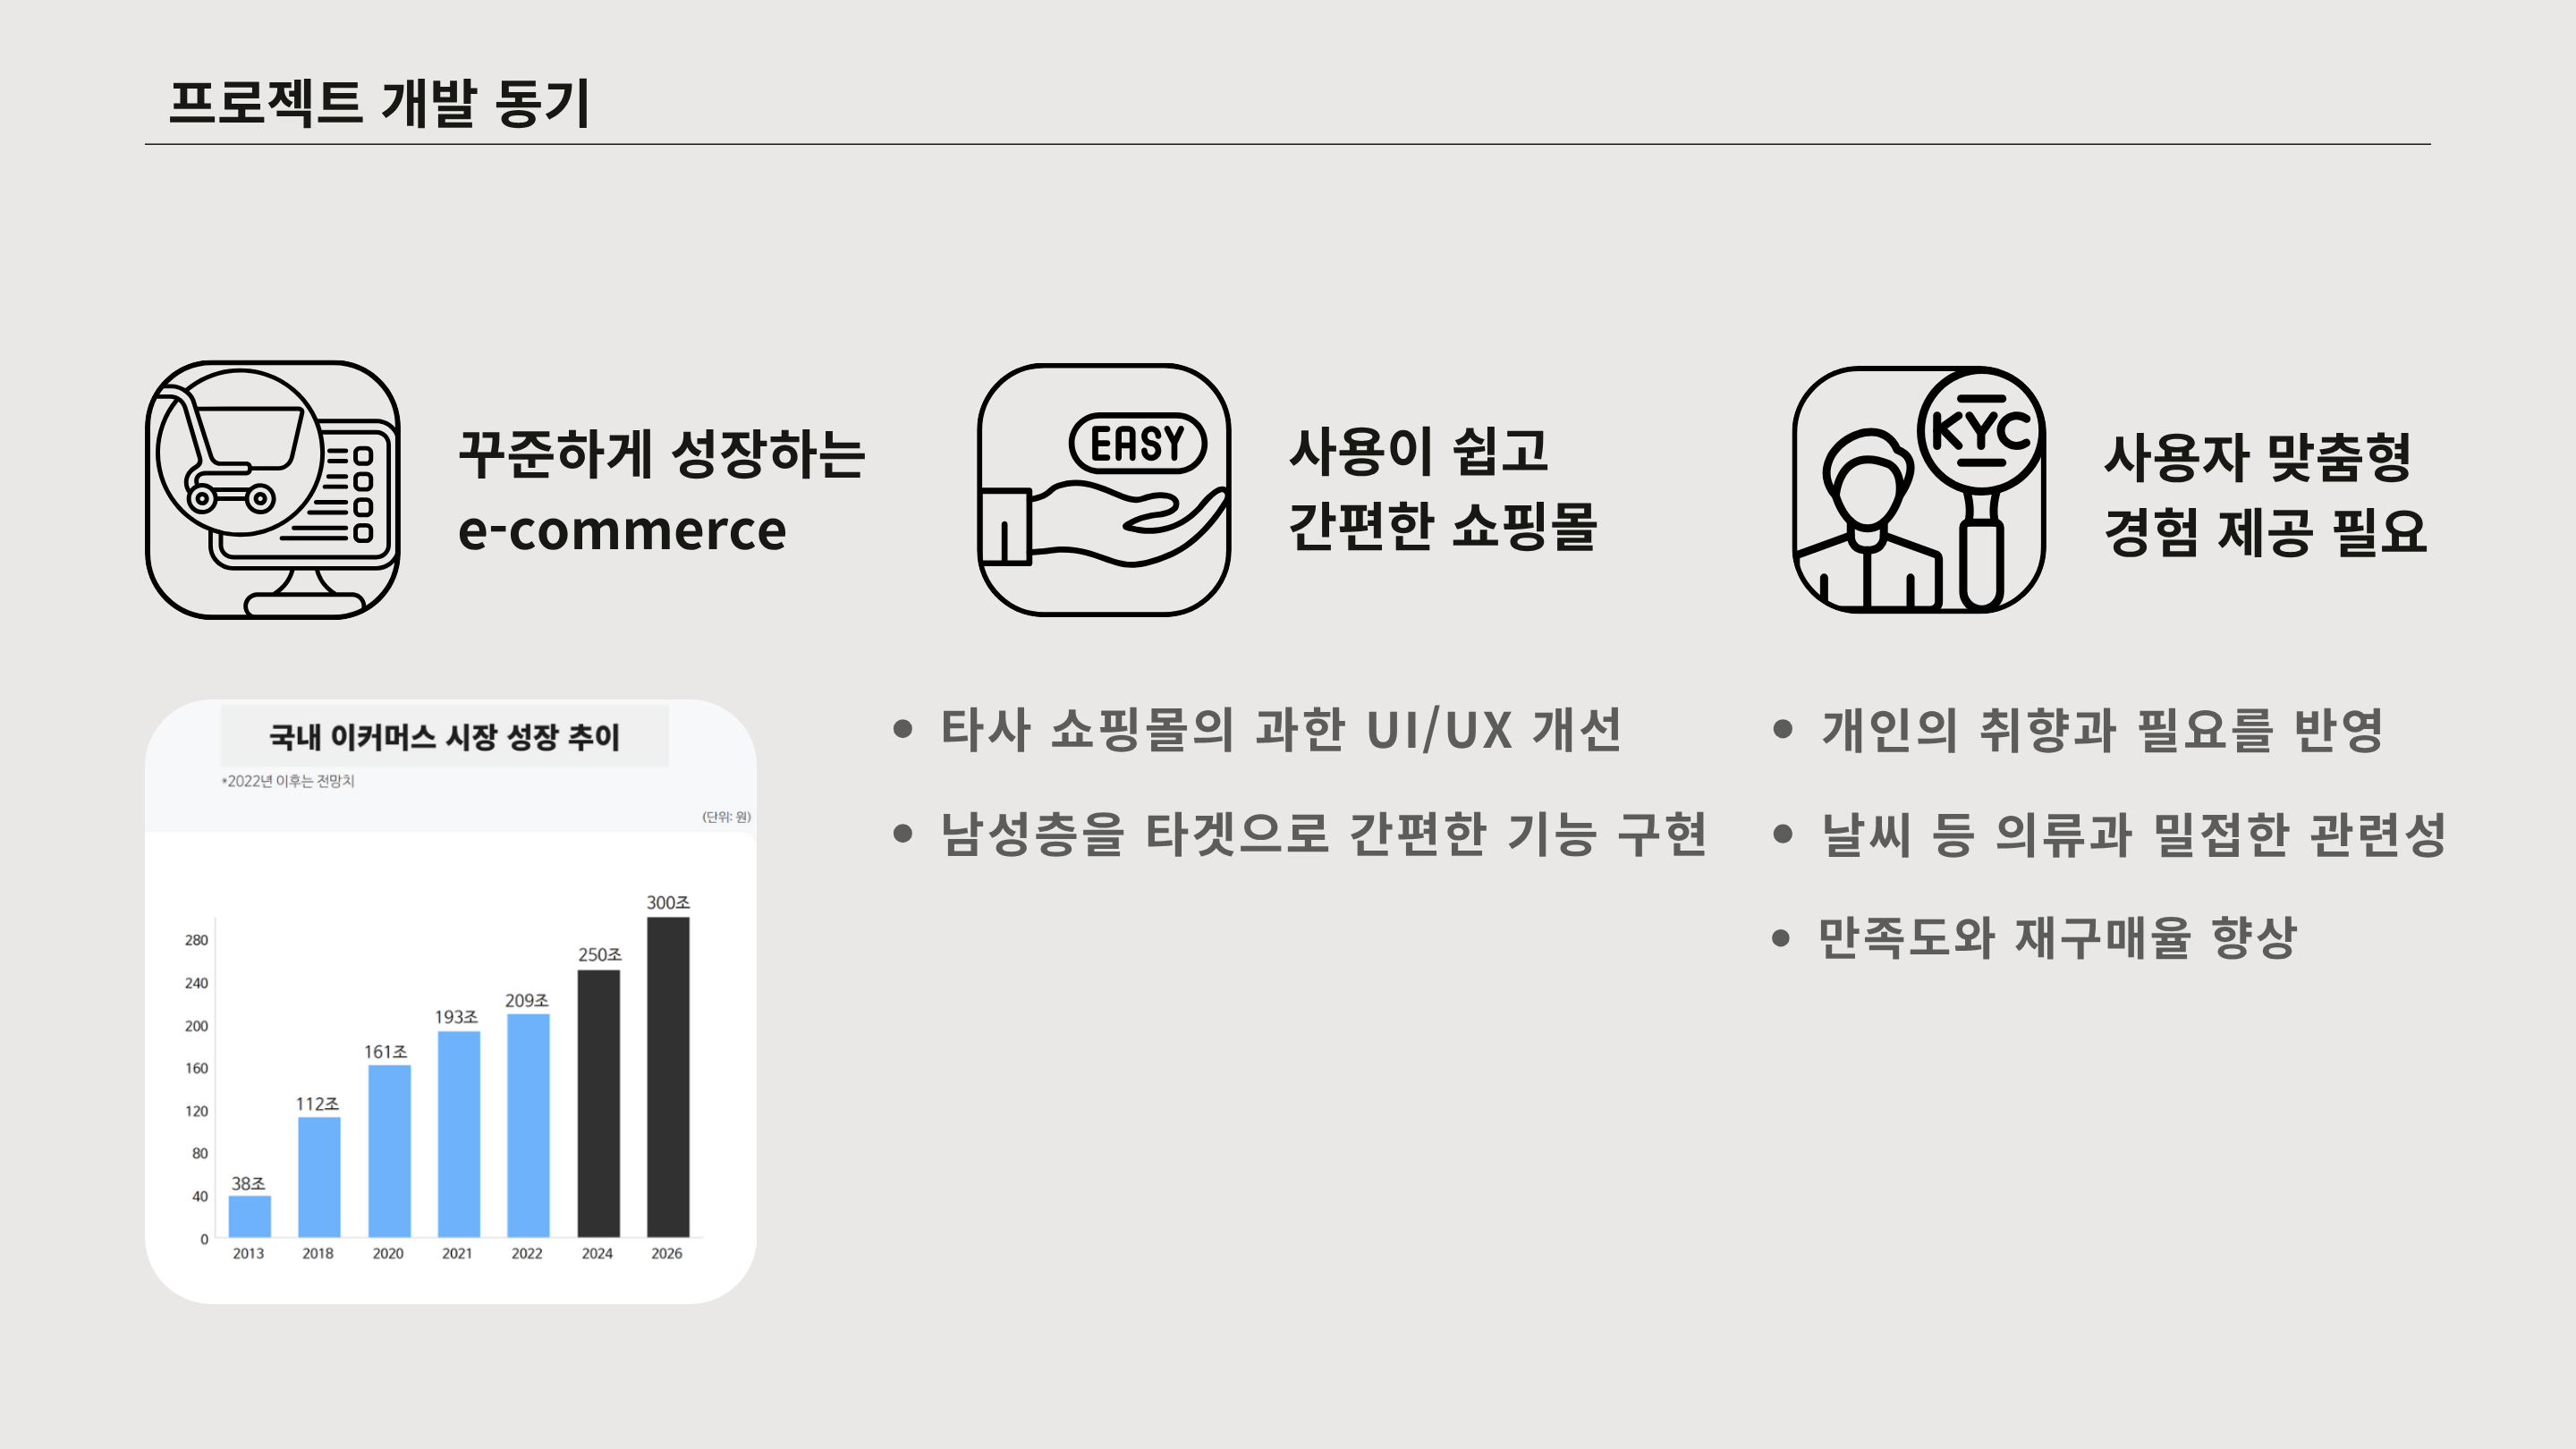 프로젝트 개발 동기
꾸준하게 성장하는
e-commerce
국내 이커머스 시장 성장 추이
*2022년 이후는 전망치
(단위: 원)
280
240
200
160
120
80
40
0
38조
112조
161조
193조
209조
250조
300조
2013
2018
2020
2021
2022
2024
2026
EASY
사용이 쉽고
간편한 쇼핑몰
• 타사 쇼핑몰의 과한 UI/UX 개선
• 남성층을 타겟으로 간편한 기능 구현
KYC
사용자 맞춤형
경험 제공 필요
• 개인의 취향과 필요를 반영
• 날씨 등 의류과 밀접한 관련성
• 만족도와 재구매율 향상